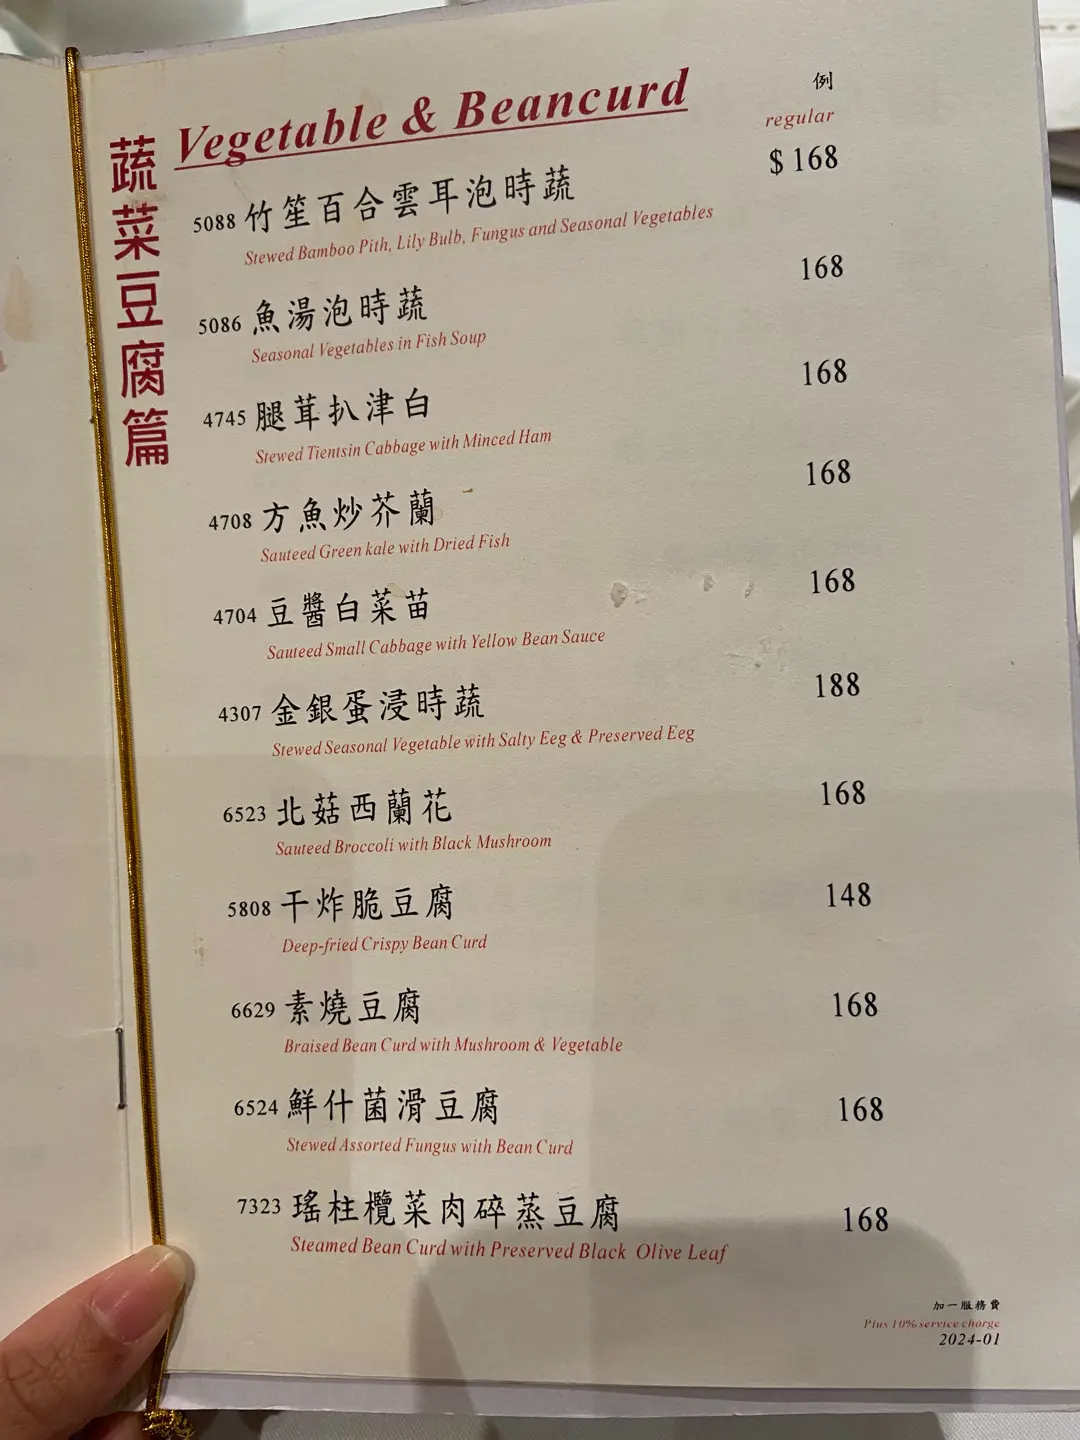 蔬菜豆腐篇
Vegetable & Beancurd
例
regular
5088 竹笙百合雲耳泡時蔬 $ 168
Stewed Bamboo Pith, Lily Bulb, Fungus and Seasonal Vegetables
5086 魚湯泡時蔬 168
Seasonal Vegetables in Fish Soup
4745 腿茸扒津白 168
Stewed Tientsin Cabbage with Minced Ham
4708 方魚炒芥蘭 168
Sauteed Green kale with Dried Fish
4704 豆醬白菜苗 168
Sauteed Small Cabbage with Yellow Bean Sauce
4307 金銀蛋浸時蔬 188
Stewed Seasonal Vegetable with Salty Eeg & Preserved Eeg
6523 北菇西蘭花 168
Sauteed Broccoli with Black Mushroom
5808 干炸脆豆腐 148
Deep-fried Crispy Bean Curd
6629 素燒豆腐 168
Braised Bean Curd with Mushroom & Vegetable
6524 鮮什菌滑豆腐 168
Stewed Assorted Fungus with Bean Curd
7323 瑤柱欖菜肉碎蒸豆腐 168
Steamed Bean Curd with Preserved Black Olive Leaf
加一服務費
Plus 10% service charge
2024-01